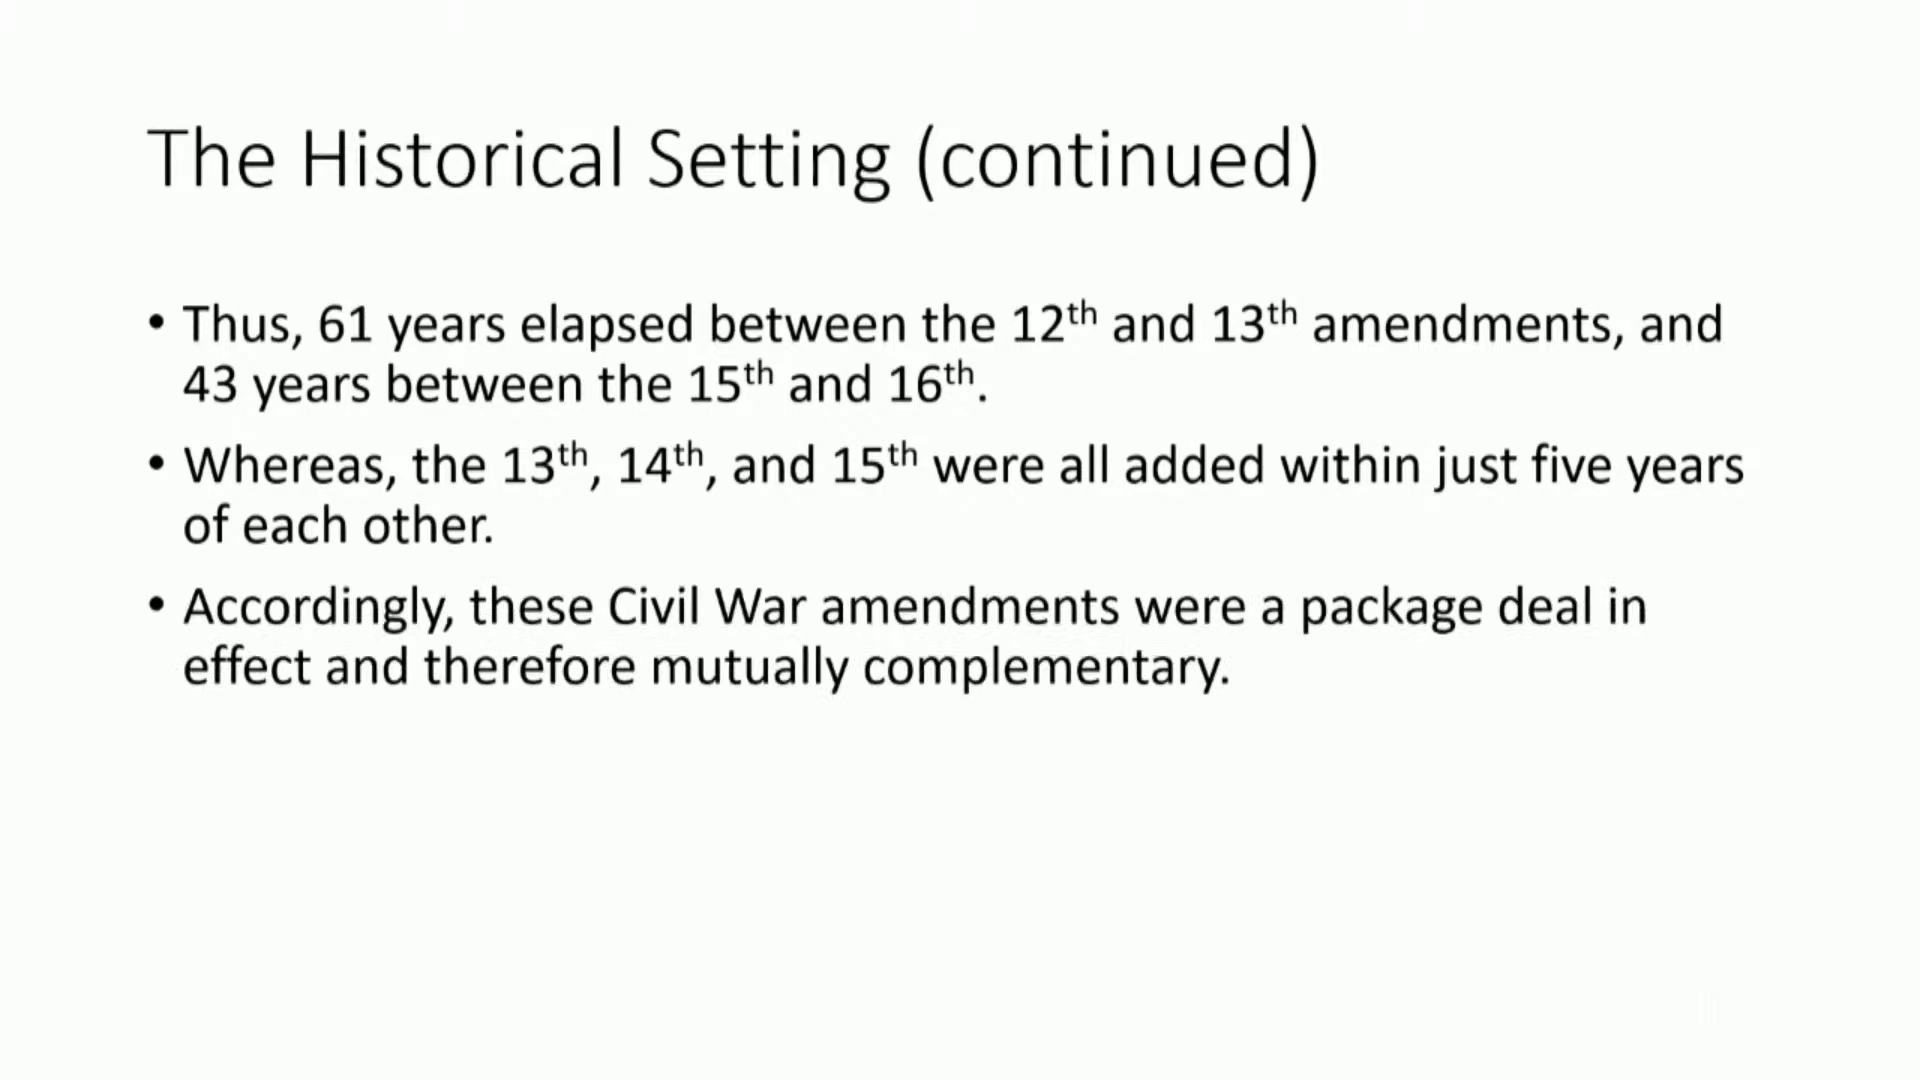 The Historical Setting (continued)
• Thus, 61 years elapsed between the 12th and 13th amendments, and
43 years between the 15th and 16th.
• Whereas, the 13th, 14th, and 15th were all added within just five years
of each other.
• Accordingly, these Civil War amendments were a package deal in
effect and therefore mutually complementary.